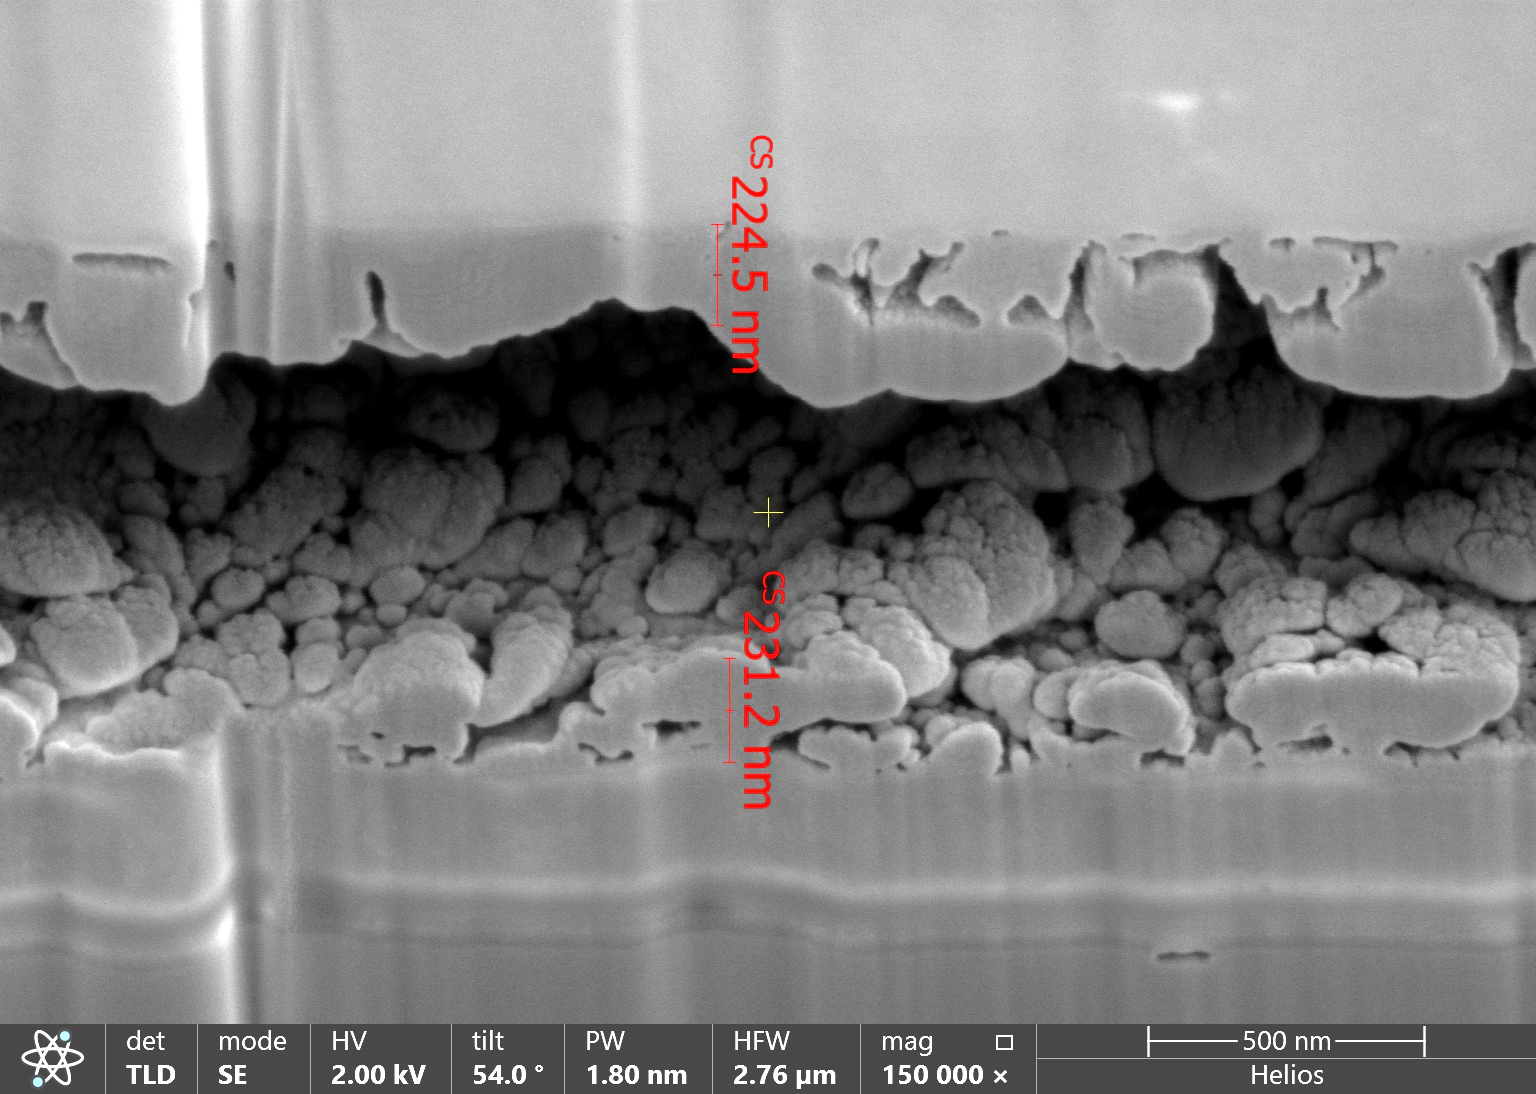 cs 224.5 nm
cs 231.2 nm
det mode HV tilt PW HFW mag 500 nm
TLD SE 2.00 kV 54.0 ° 1.80 nm 2.76 µm 150 000 × Helios